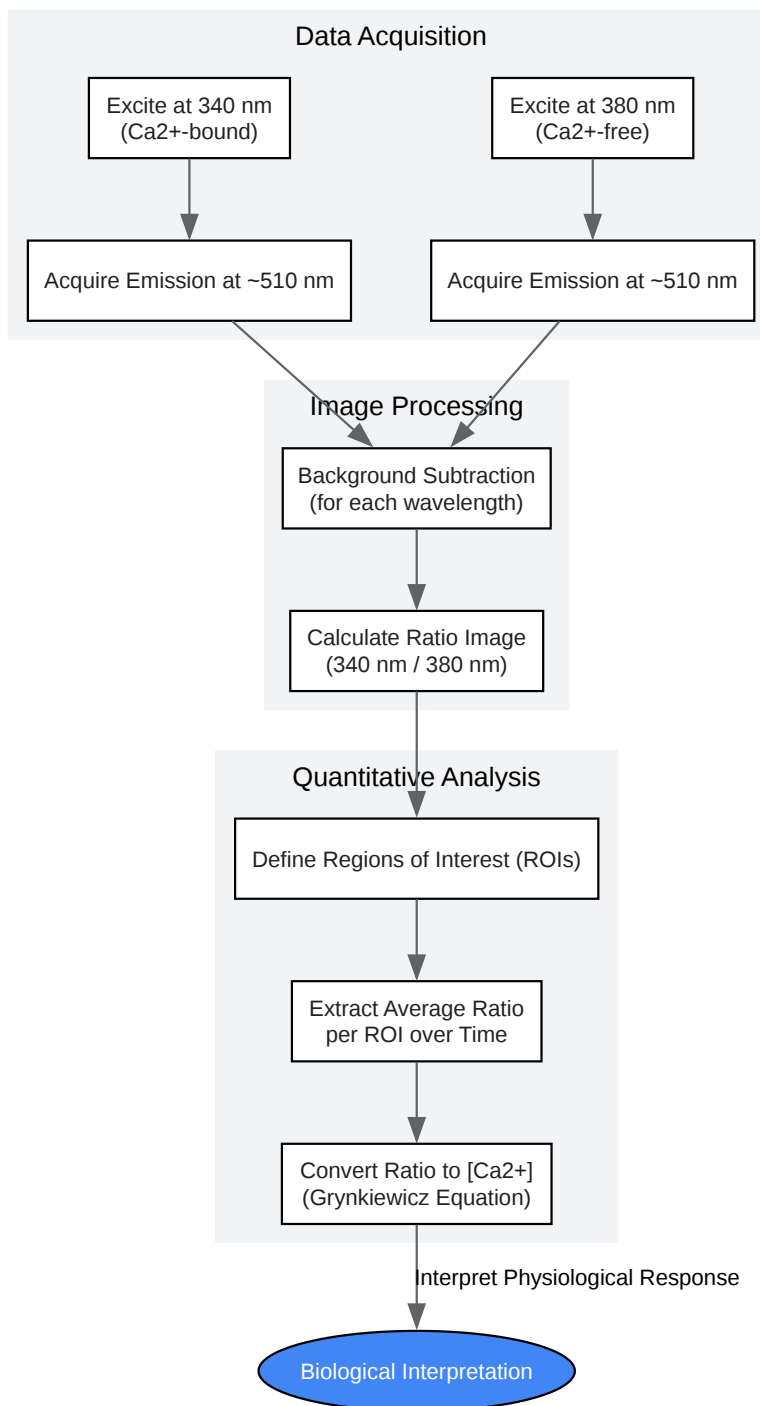 Data Acquisition
Excite at 340 nm
(Ca2+-bound)
Excite at 380 nm
(Ca2+-free)
Acquire Emission at ~510 nm
Acquire Emission at ~510 nm
Image Processing
Background Subtraction
(for each wavelength)
Calculate Ratio Image
(340 nm / 380 nm)
Quantitative Analysis
Define Regions of Interest (ROIs)
Extract Average Ratio
per ROI over Time
Convert Ratio to [Ca2+]
(Grynkiewicz Equation)
Interpret Physiological Response
Biological Interpretation